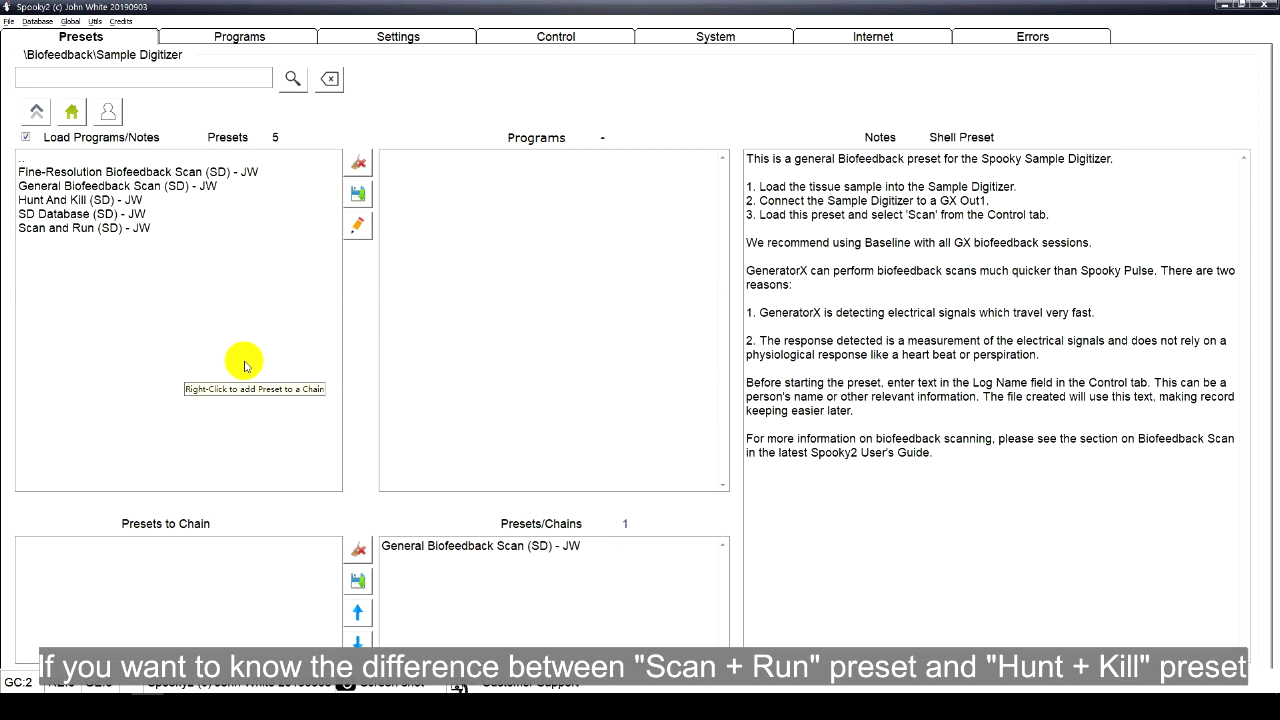 Spooky2 (c) John White 20190903
File Database Global Utils Credits
Presets Programs Settings Control System Internet Errors
\Biofeedback\Sample Digitizer
Load Programs/Notes Presets 5 Programs - Notes Shell Preset
..
Fine-Resolution Biofeedback Scan (SD) - JW
General Biofeedback Scan (SD) - JW
Hunt And Kill (SD) - JW
SD Database (SD) - JW
Scan and Run (SD) - JW
Right-Click to add Preset to a Chain
This is a general Biofeedback preset for the Spooky Sample Digitizer.
1. Load the tissue sample into the Sample Digitizer.
2. Connect the Sample Digitizer to a GX Out1.
3. Load this preset and select 'Scan' from the Control tab.
We recommend using Baseline with all GX biofeedback sessions.
GeneratorX can perform biofeedback scans much quicker than Spooky Pulse. There are two
reasons:
1. GeneratorX is detecting electrical signals which travel very fast.
2. The response detected is a measurement of the electrical signals and does not rely on a
physiological response like a heart beat or perspiration.
Before starting the preset, enter text in the Log Name field in the Control tab. This can be a
person's name or other relevant information. The file created will use this text, making record
keeping easier later.
For more information on biofeedback scanning, please see the section on Biofeedback Scan
in the latest Spooky2 User's Guide.
Presets to Chain Presets/Chains 1
General Biofeedback Scan (SD) - JW
If you want to know the difference between "Scan + Run" preset and "Hunt + Kill" preset
GC:2